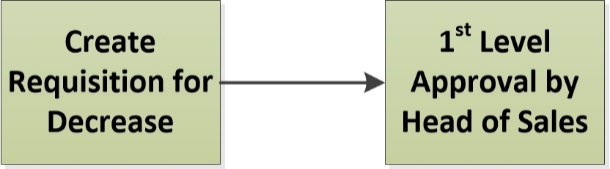 Create
Requisition for
Decrease
1st Level
Approval by
Head of Sales